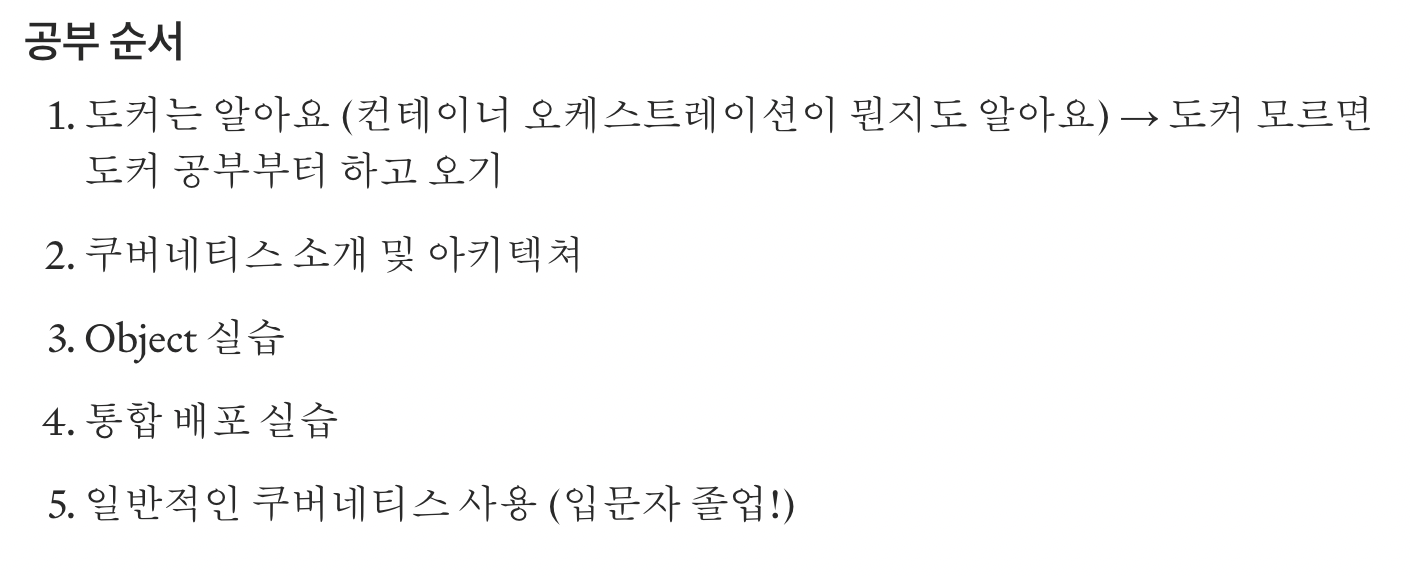 공부 순서
1. 도커는 알아요 (컨테이너 오케스트레이션이 뭔지도 알아요) → 도커 모르면
도커 공부부터 하고 오기
2. 쿠버네티스 소개 및 아키텍쳐
3. Object 실습
4. 통합 배포 실습
5. 일반적인 쿠버네티스 사용 (입문자 졸업!)